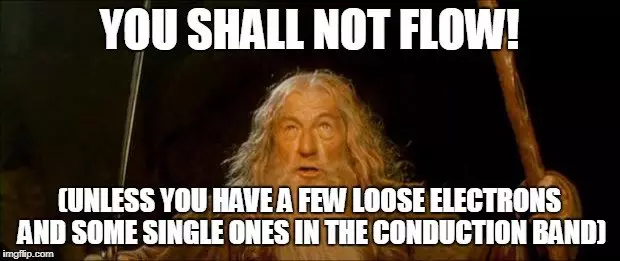 YOU SHALL NOT FLOW!
(UNLESS YOU HAVE A FEW LOOSE ELECTRONS
AND SOME SINGLE ONES IN THE CONDUCTION BAND)
imgflip.com